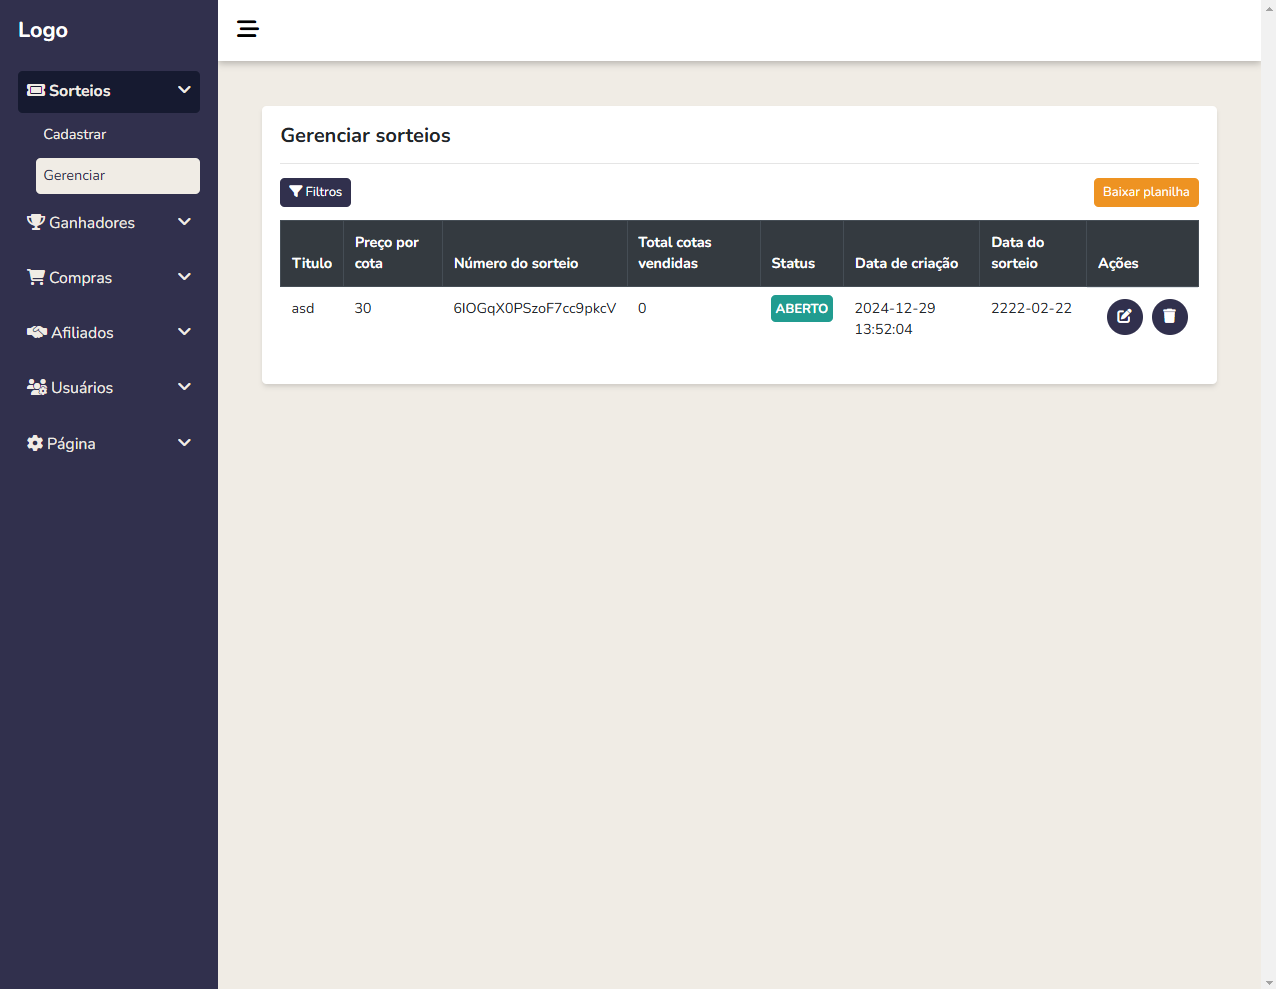 Logo
Sorteios
Cadastrar
Gerenciar
Ganhadores
Compras
Afiliados
Usuários
Página
Gerenciar sorteios
Filtros
Baixar planilha
Titulo
Preço por
cota
Número do sorteio
Total cotas
vendidas
Status
Data de criação
Data do
sorteio
Ações
asd
30
6IOGqX0PSzoF7cc9pkcV
0
ABERTO
2024-12-29
13:52:04
2222-02-22